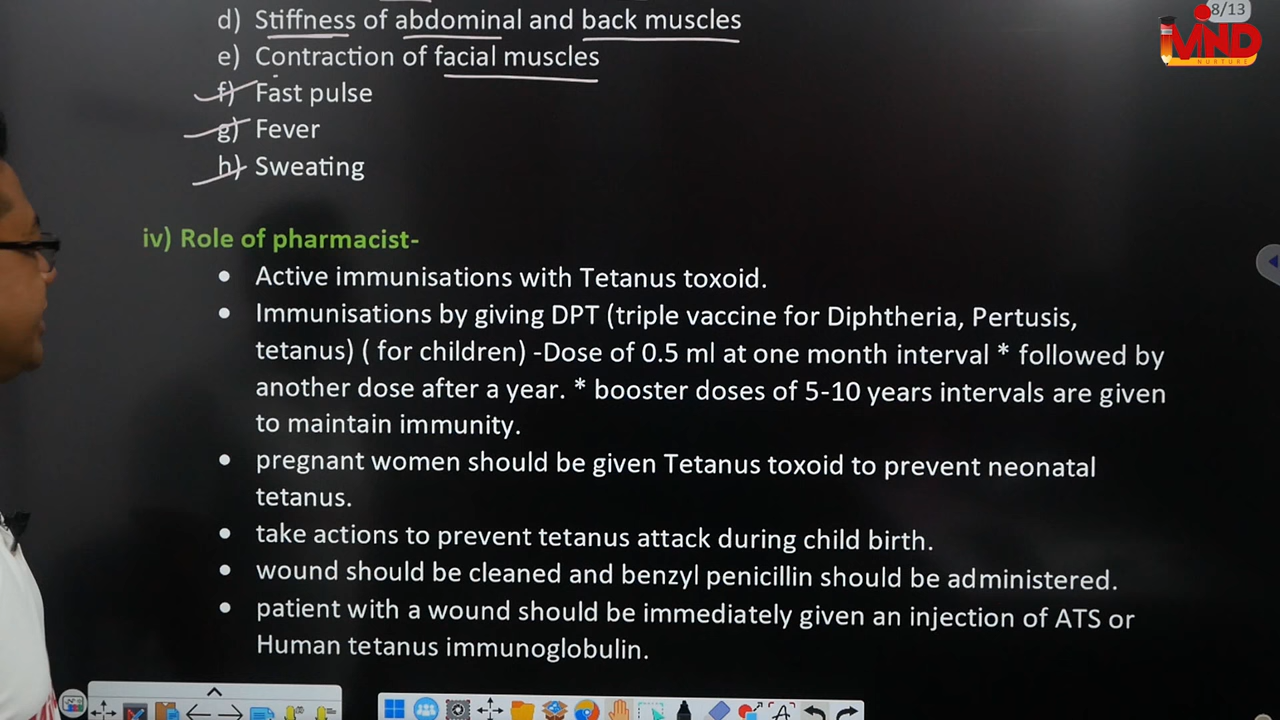 8/13
MIND
NURTURE
d) Stiffness of abdominal and back muscles
e) Contraction of facial muscles
f) Fast pulse
g) Fever
h) Sweating
iv) Role of pharmacist-
• Active immunisations with Tetanus toxoid.
• Immunisations by giving DPT (triple vaccine for Diphtheria, Pertusis,
tetanus) ( for children) -Dose of 0.5 ml at one month interval * followed by
another dose after a year. * booster doses of 5-10 years intervals are given
to maintain immunity.
• pregnant women should be given Tetanus toxoid to prevent neonatal
tetanus.
• take actions to prevent tetanus attack during child birth.
• wound should be cleaned and benzyl penicillin should be administered.
• patient with a wound should be immediately given an injection of ATS or
Human tetanus immunoglobulin.